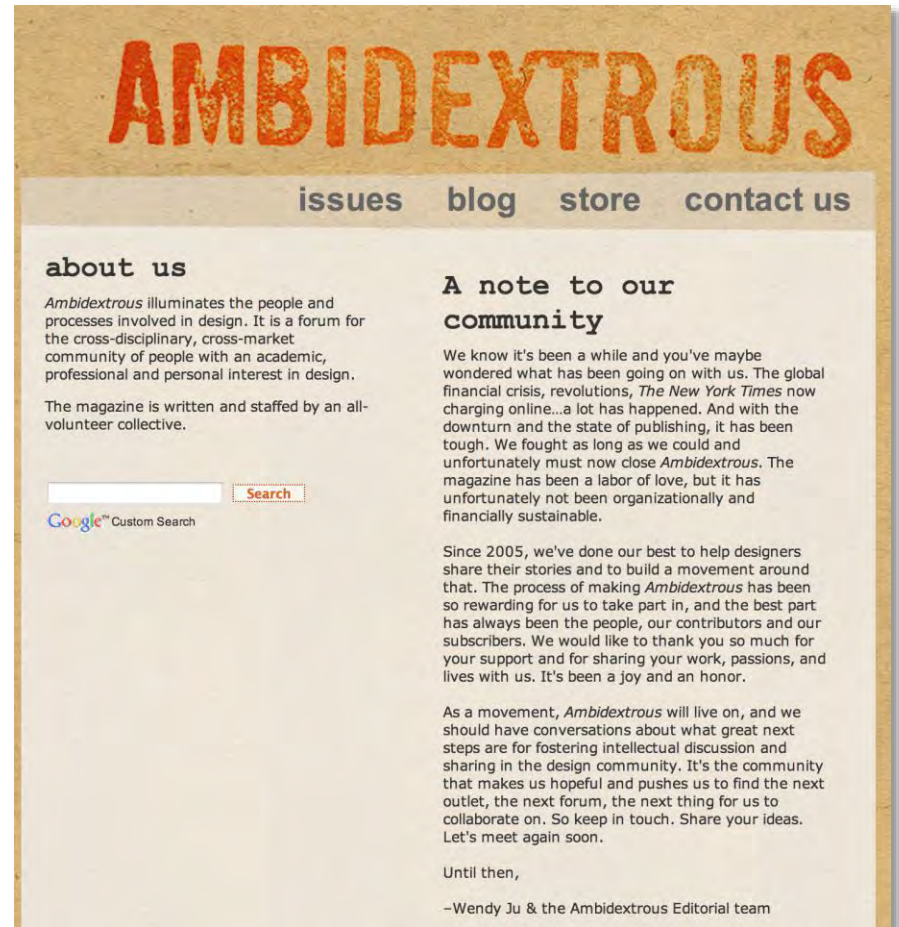 AMBIDEXTROUS
issues blog store contact us
about us
Ambidextrous illuminates the people and
processes involved in design. It is a forum for
the cross-disciplinary, cross-market
community of people with an academic,
professional and personal interest in design.
The magazine is written and staffed by an all-
volunteer collective.
Search
Google™ Custom Search
A note to our
community
We know it's been a while and you've maybe
wondered what has been going on with us. The global
financial crisis, revolutions, The New York Times now
charging online...a lot has happened. And with the
downturn and the state of publishing, it has been
tough. We fought as long as we could and
unfortunately must now close Ambidextrous. The
magazine has been a labor of love, but it has
unfortunately not been organizationally and
financially sustainable.
Since 2005, we've done our best to help designers
share their stories and to build a movement around
that. The process of making Ambidextrous has been
so rewarding for us to take part in, and the best part
has always been the people, our contributors and our
subscribers. We would like to thank you so much for
your support and for sharing your work, passions, and
lives with us. It's been a joy and an honor.
As a movement, Ambidextrous will live on, and we
should have conversations about what great next
steps are for fostering intellectual discussion and
sharing in the design community. It's the community
that makes us hopeful and pushes us to find the next
outlet, the next forum, the next thing for us to
collaborate on. So keep in touch. Share your ideas.
Let's meet again soon.
Until then,
–Wendy Ju & the Ambidextrous Editorial team